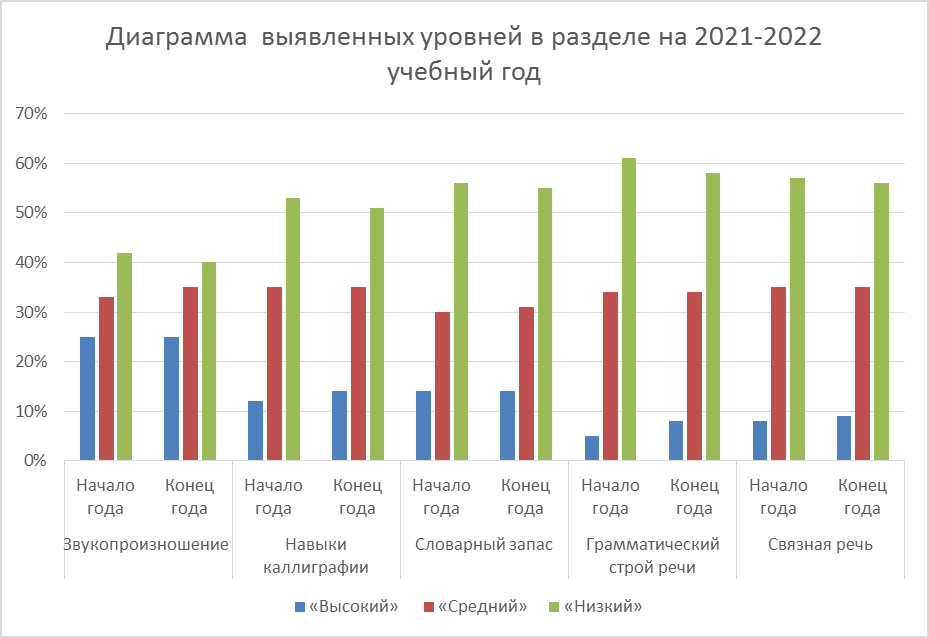 Диаграмма  выявленных уровней в разделе на 2021-2022
учебный год
70%
60%
50%
40%
30%
20%
10%
0%
Начало года
Конец года
Начало года
Конец года
Начало года
Конец года
Начало года
Конец года
Начало года
Конец года
Звукопроизношение
Навыки каллиграфии
Словарный запас
Грамматический строй речи
Связная речь
«Высокий»
«Средний»
«Низкий»